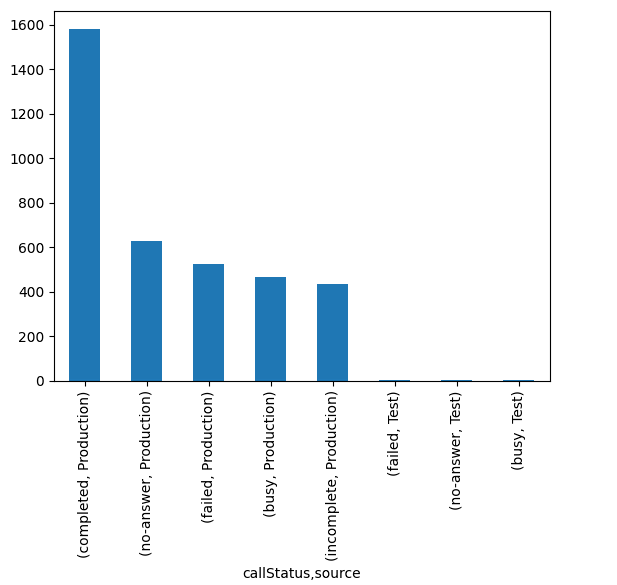 1600
1400
1200
1000
800
600
400
200
0
(completed, Production)
(no-answer, Production)
(failed, Production)
(busy, Production)
(incomplete, Production)
(failed, Test)
(no-answer, Test)
(busy, Test)
callStatus,source